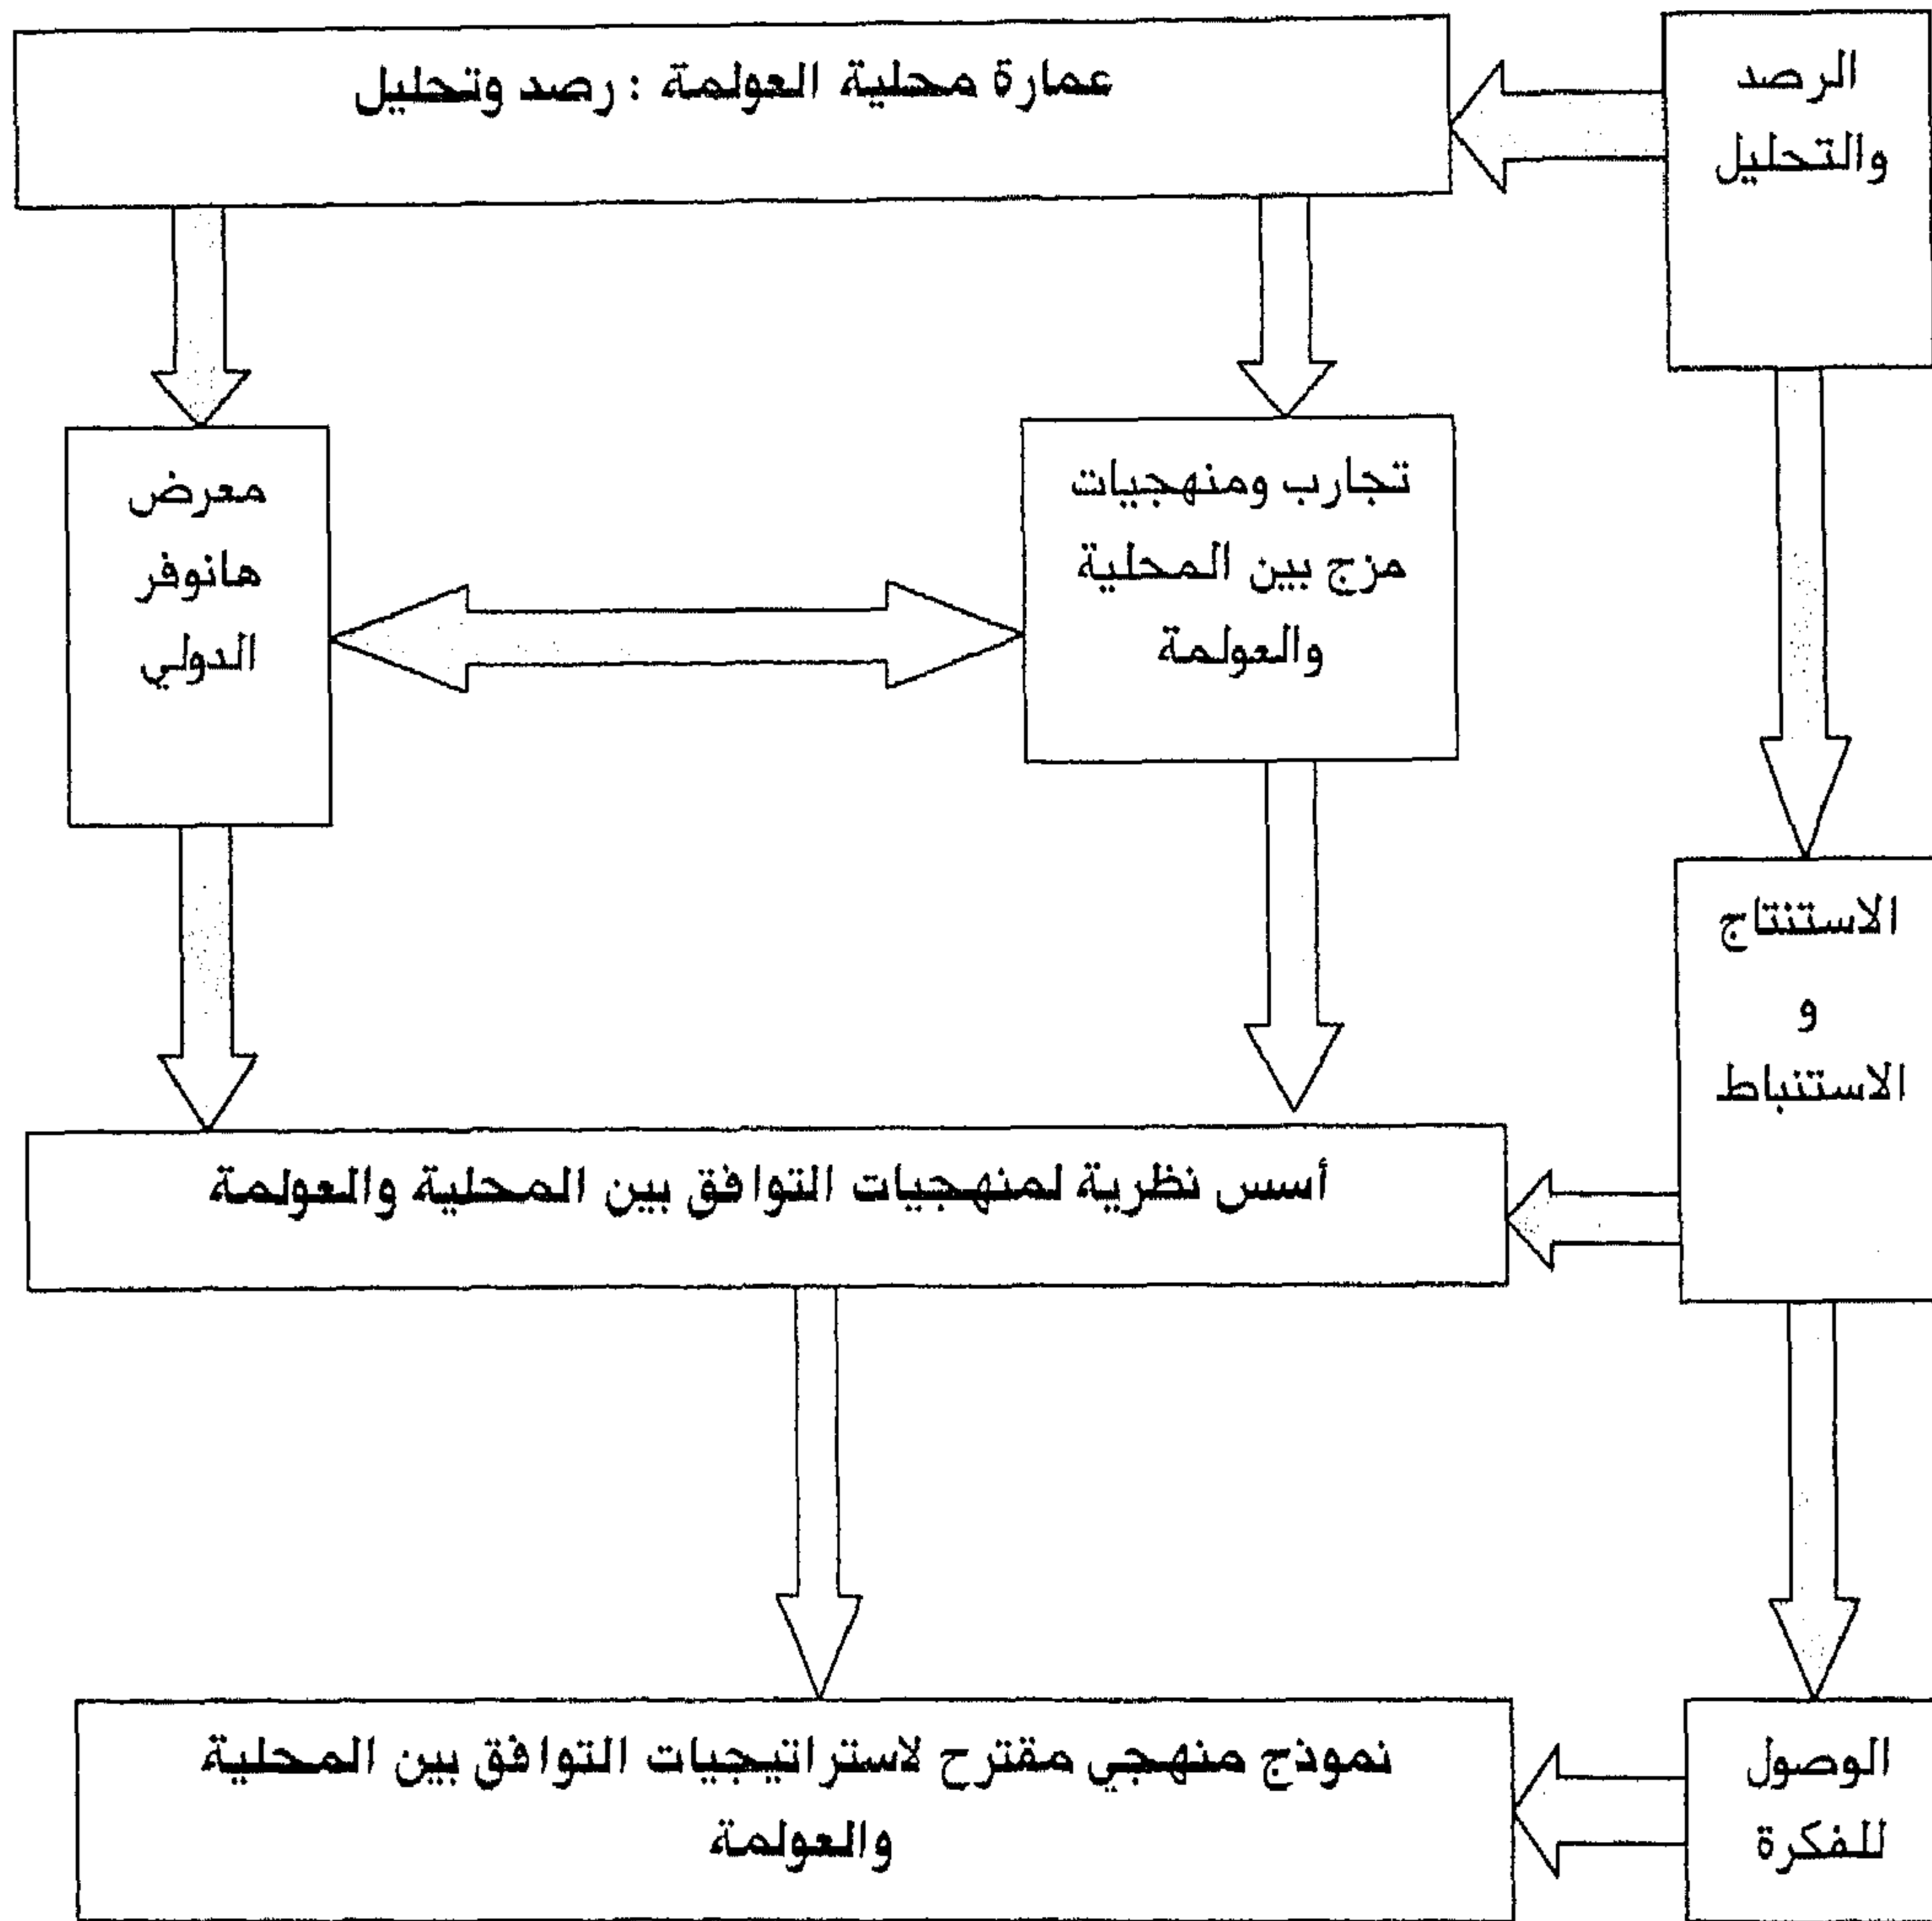 الرصد
والتحليل
عمارة محلية العولمة : رصد وتحليل
تجارب ومنهجيات
مزج بين المحلية
والعولمة
معرض
هانوفر
الدولي
الاستنتاج
و
الاستنباط
أسس نظرية لمنهجيات التوافق بين المحلية والعولمة
الوصول
للفكرة
نموذج منهجي مقترح لاستراتيجيات التوافق بين المحلية
والعولمة